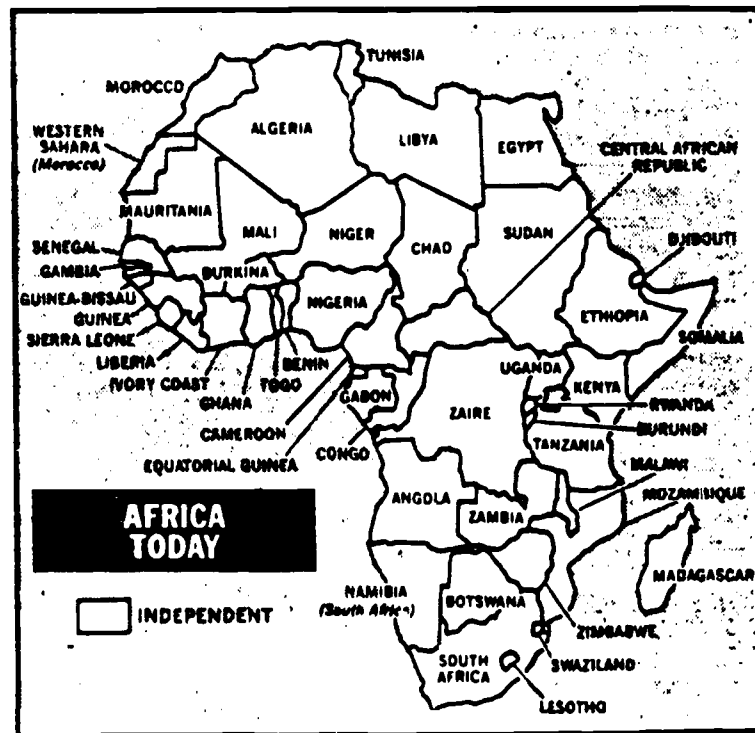 TUNISIA
MOROCCO
WESTERN
SAHARA
(Morocco)
ALGERIA
LIBYA
EGYPT
CENTRAL AFRICAN
REPUBLIC
MAURITANIA
MALI
NIGER
CHAD
SUDAN
DJIBOUTI
SENEGAL
GAMBIA
BURKINA
GUINEA-BISSAU
NIGERIA
GUINEA
ETHIOPIA
SIERRA LEONE
SOMALIA
LIBERIA
BENIN
IVORY COAST
TOGO
UGANDA
KENYA
GHANA
GABON
RWANDA
CAMEROON
ZAIRE
BURUNDI
EQUATORIAL GUINEA
CONGO
TANZANIA
MALAWI
ANGOLA
MOZAMBIQUE
ZAMBIA
AFRICA
TODAY
MADAGASCAR
NAMIBIA
(South Africa)
BOTSWANA
INDEPENDENT
ZIMBABWE
SOUTH
AFRICA
SWAZILAND
LESOTHO